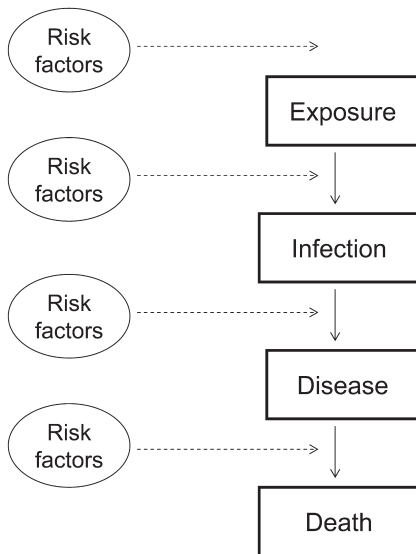 Risk
factors
Exposure
Risk
factors
Infection
Risk
factors
Disease
Risk
factors
Death